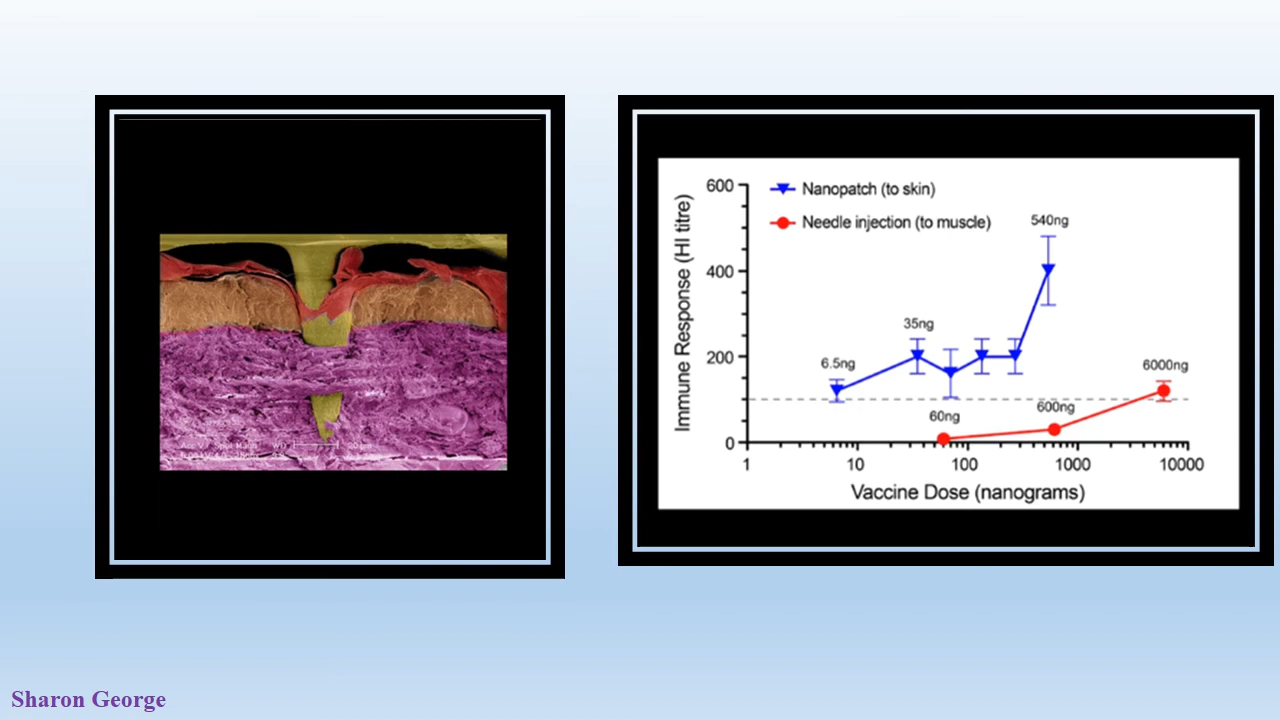 Nanopatch (to skin)
Needle injection (to muscle)
Immune Response (HI titre)
600
400
200
0
540ng
35ng
6.5ng
6000ng
600ng
60ng
1
10
100
1000
10000
Vaccine Dose (nanograms)
Sharon George